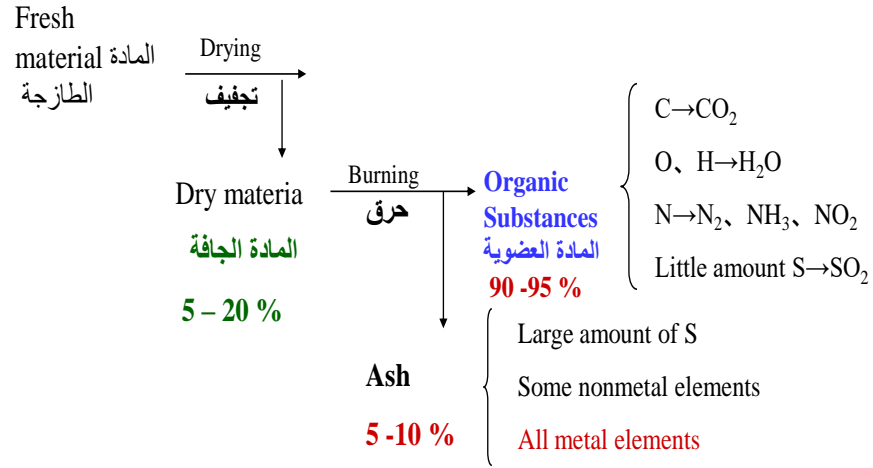 Fresh
material المادة
الطازجة
Drying
تجفيف
Dry materia
المادة الجافة
5 – 20 %
Burning
حرق
Organic
Substances
المادة العضوية
90 -95 %
C→CO₂
O、H→H₂O
N→N₂、NH₃、NO₂
Little amount S→SO₂
Ash
5 -10 %
Large amount of S
Some nonmetal elements
All metal elements